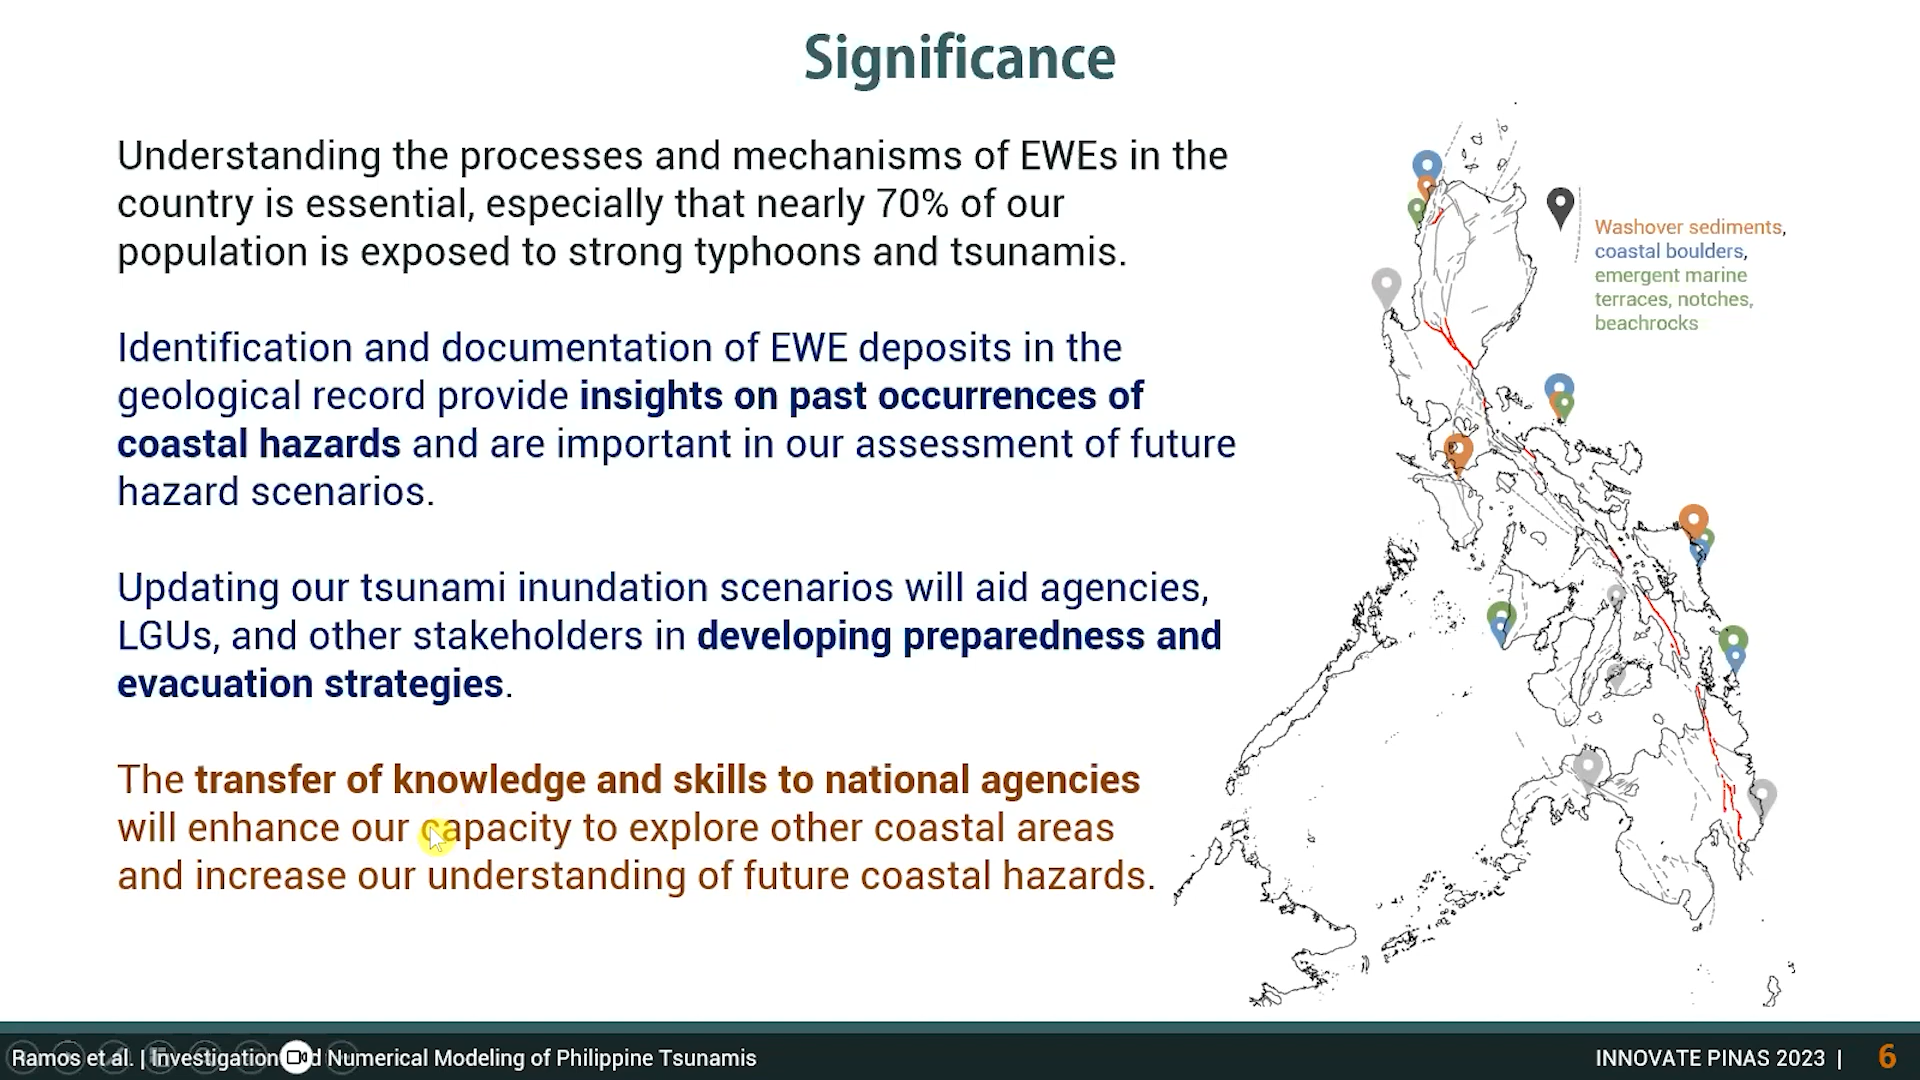 Significance
Understanding the processes and mechanisms of EWEs in the
country is essential, especially that nearly 70% of our
population is exposed to strong typhoons and tsunamis.
Identification and documentation of EWE deposits in the
geological record provide insights on past occurrences of
coastal hazards and are important in our assessment of future
hazard scenarios.
Updating our tsunami inundation scenarios will aid agencies,
LGUs, and other stakeholders in developing preparedness and
evacuation strategies.
The transfer of knowledge and skills to national agencies
will enhance our capacity to explore other coastal areas
and increase our understanding of future coastal hazards.
Washover sediments,
coastal boulders,
emergent marine
terraces, notches,
beachrocks
Ramos et al. | Investigation d Numerical Modeling of Philippine Tsunamis
INNOVATE PINAS 2023 | 6